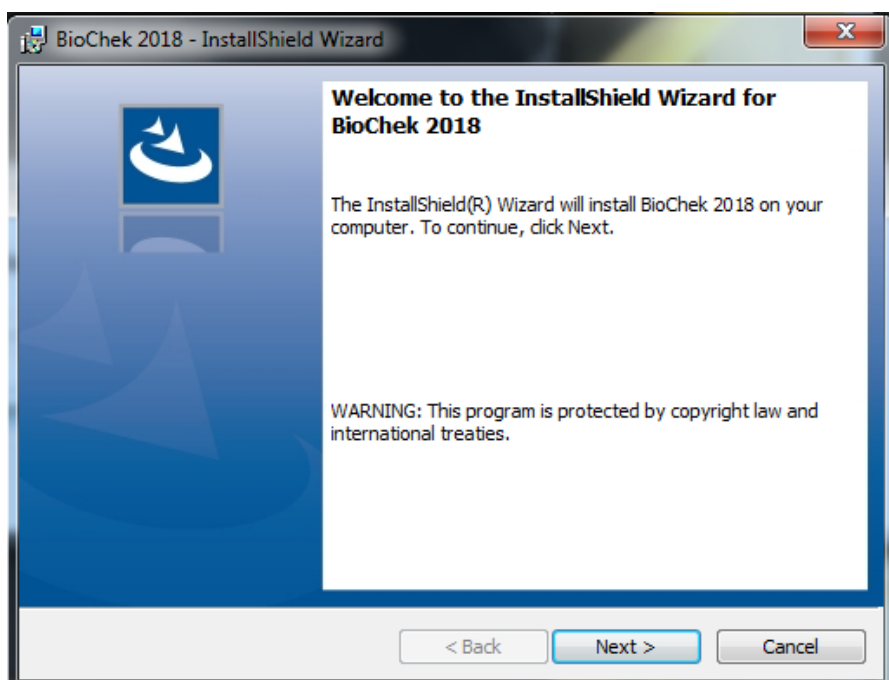 BioChek 2018 - InstallShield Wizard
Welcome to the InstallShield Wizard for
BioChek 2018
The InstallShield(R) Wizard will install BioChek 2018 on your
computer. To continue, click Next.
WARNING: This program is protected by copyright law and
international treaties.
< Back Next > Cancel